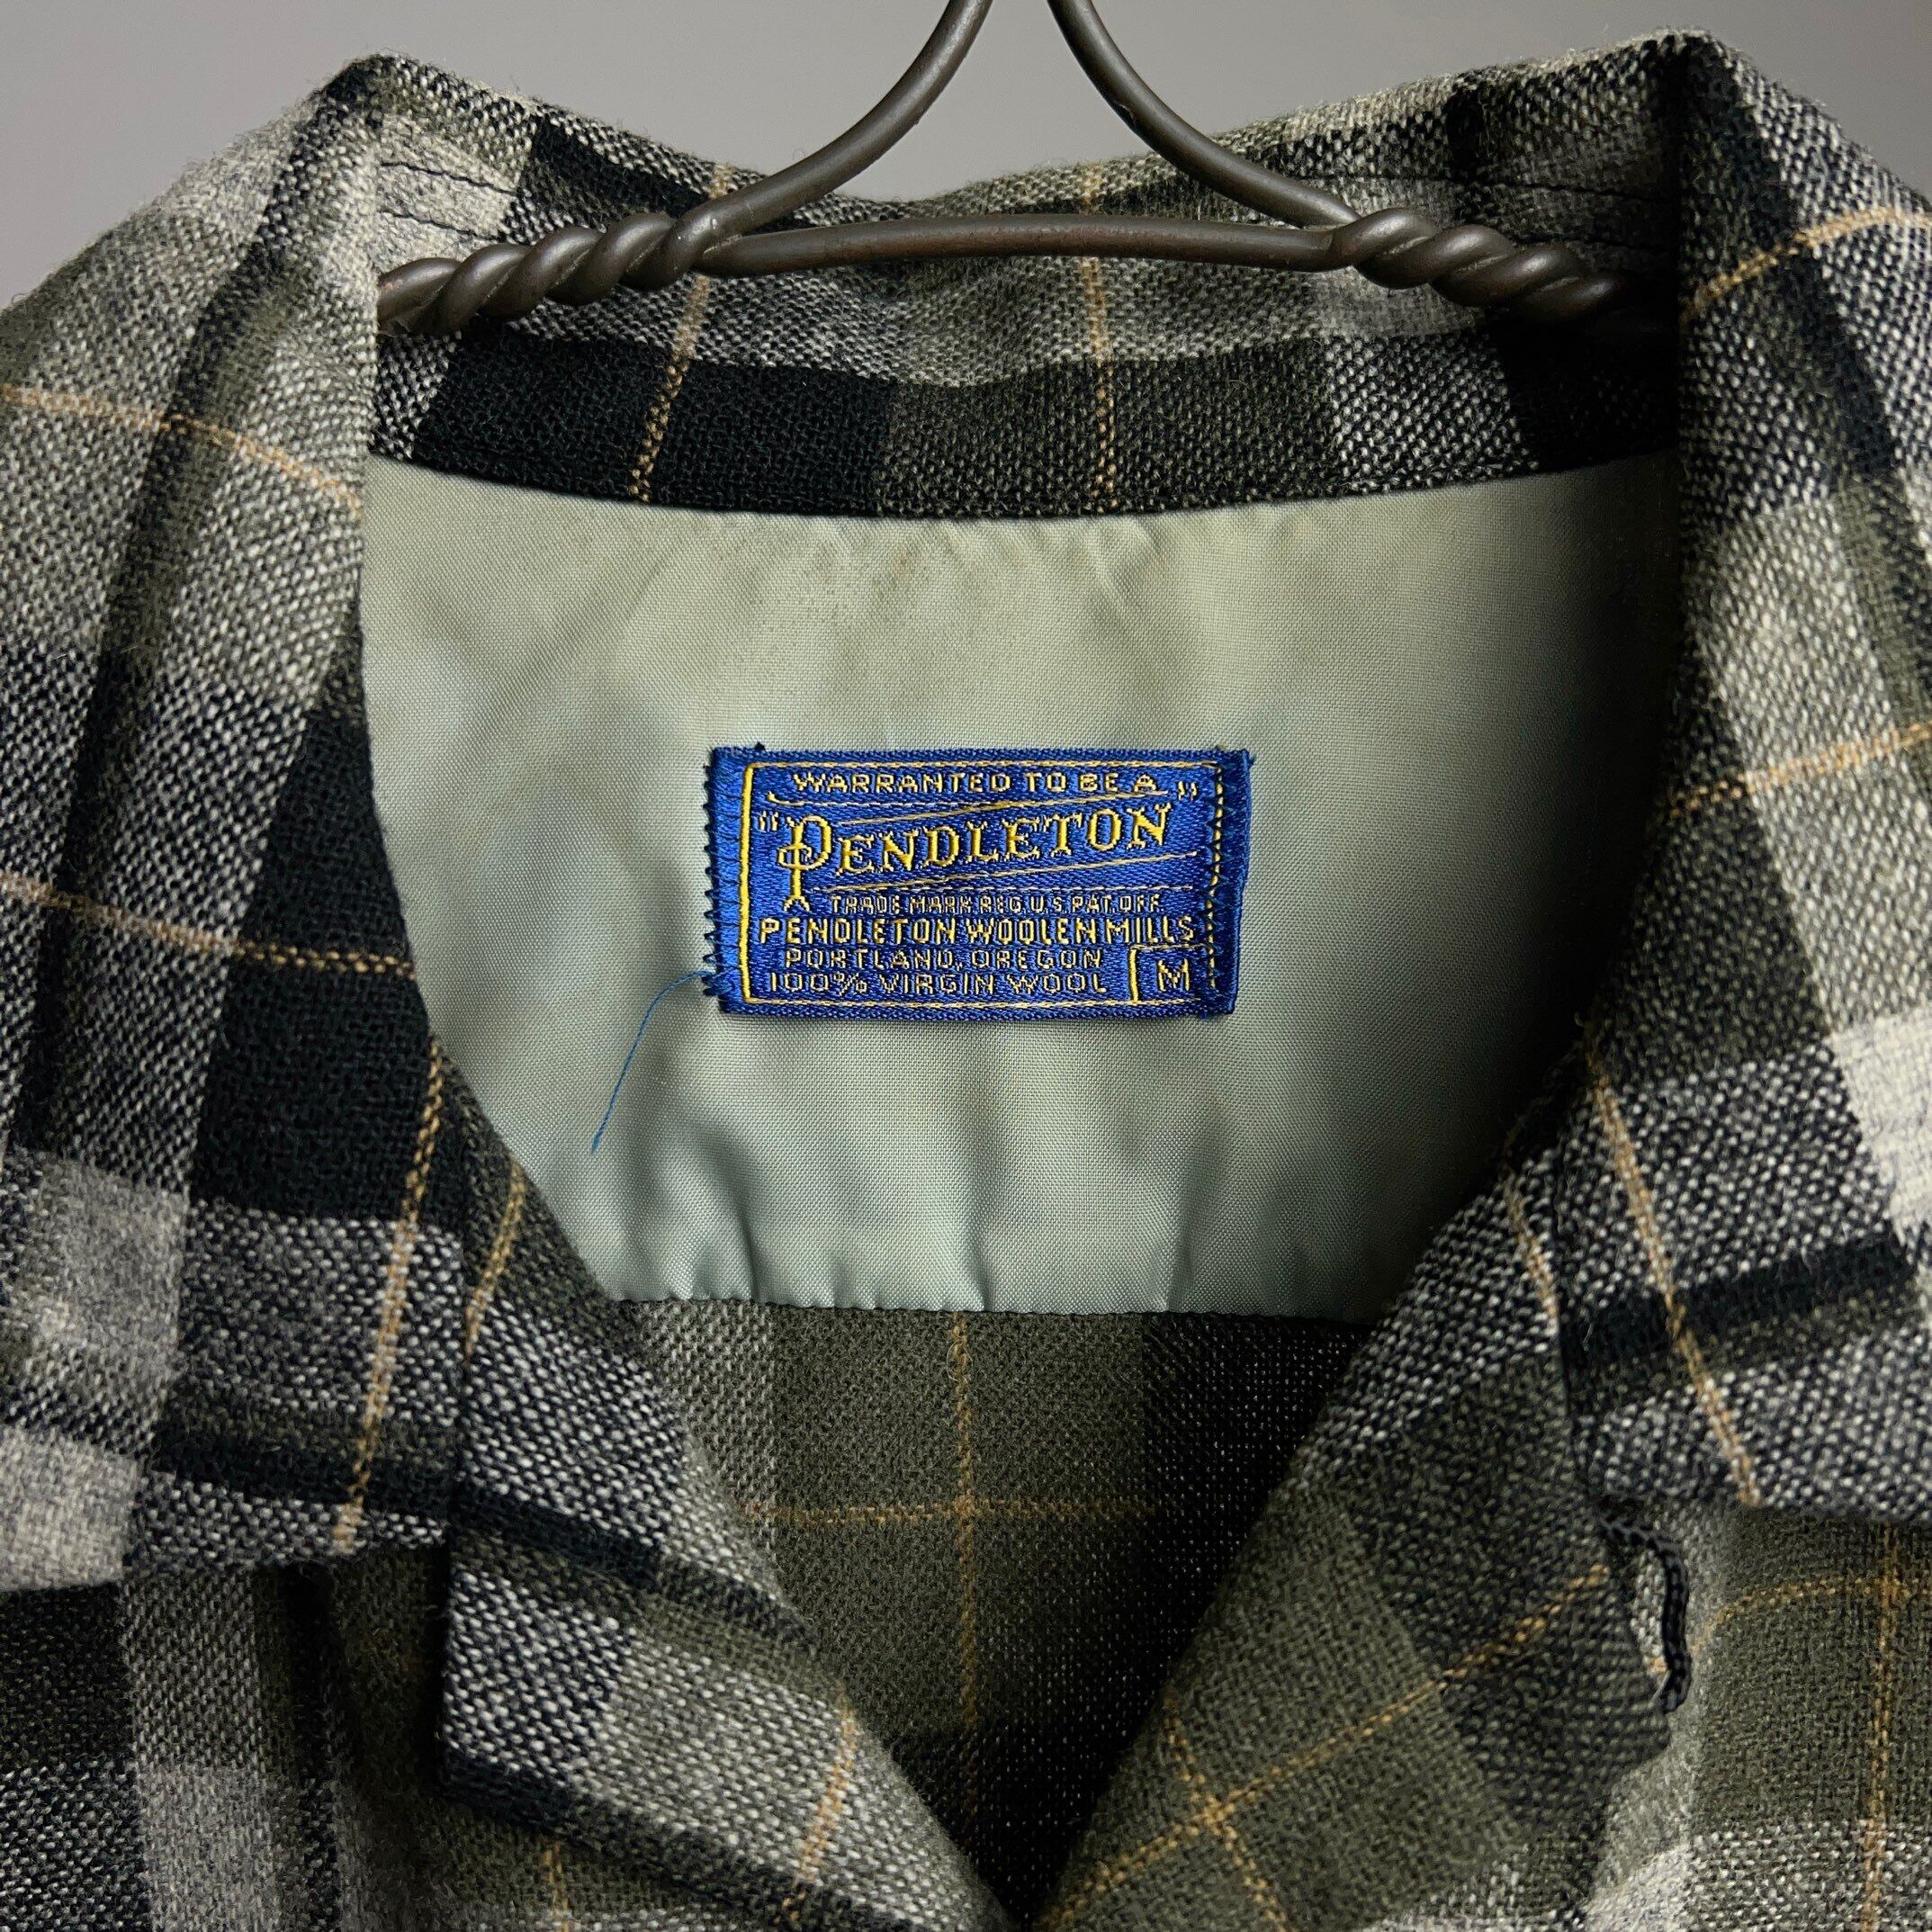 WARRANTED TO BE A
"PENDLETON"
TRADE MARK REG. U.S. PAT. OFF.
PENDLETON WOOLEN MILLS
PORTLAND, OREGON
100% VIRGIN WOOL M